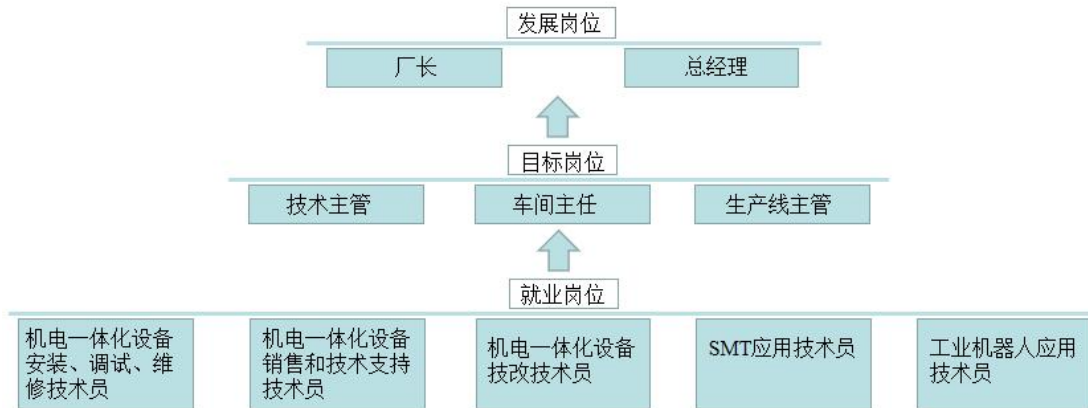 发展岗位
厂长
总经理
目标岗位
技术主管
车间主任
生产线主管
就业岗位
机电一体化设备
安装、调试、维
修技术员
机电一体化设备
销售和技术支持
技术员
机电一体化设备
技改技术员
SMT应用技术员
工业机器人应用
技术员